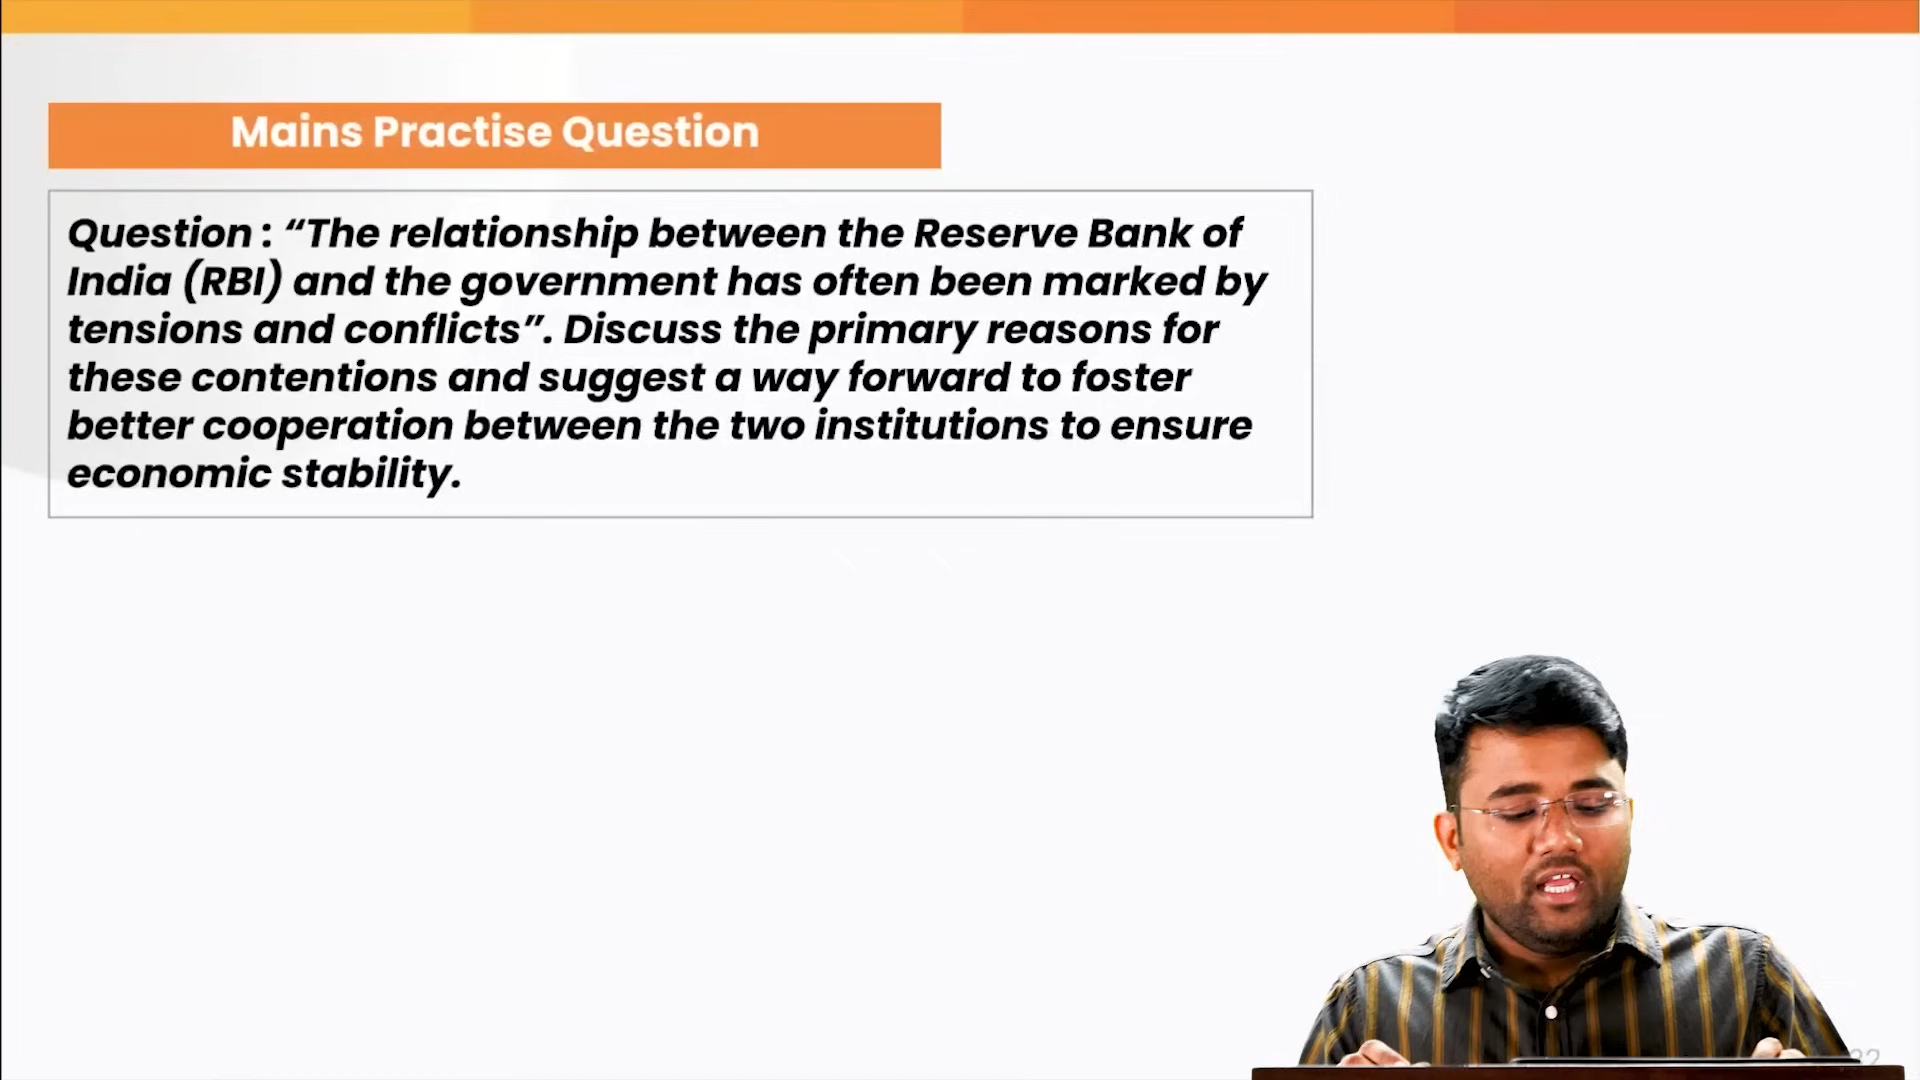 Mains Practise Question
Question : “The relationship between the Reserve Bank of
India (RBI) and the government has often been marked by
tensions and conflicts”. Discuss the primary reasons for
these contentions and suggest a way forward to foster
better cooperation between the two institutions to ensure
economic stability.